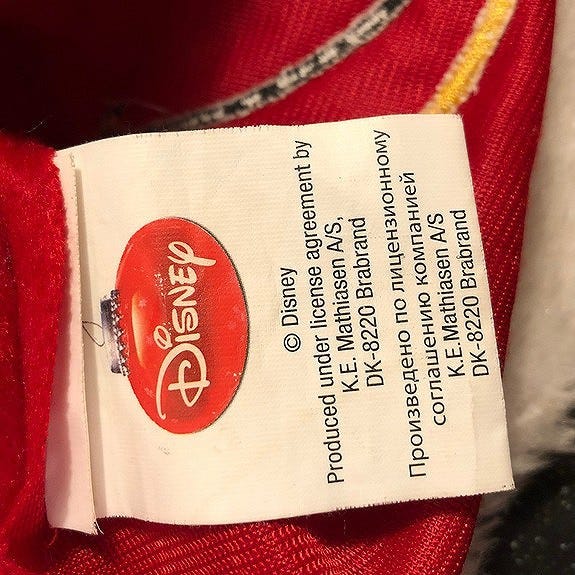 Disney
© Disney
Produced under license agreement by
K.E. Mathiasen A/S,
DK-8220 Brabrand
Произведено по лицензионному
соглашению компанией
K.E.Mathiasen A/S
DK-8220 Brabrand